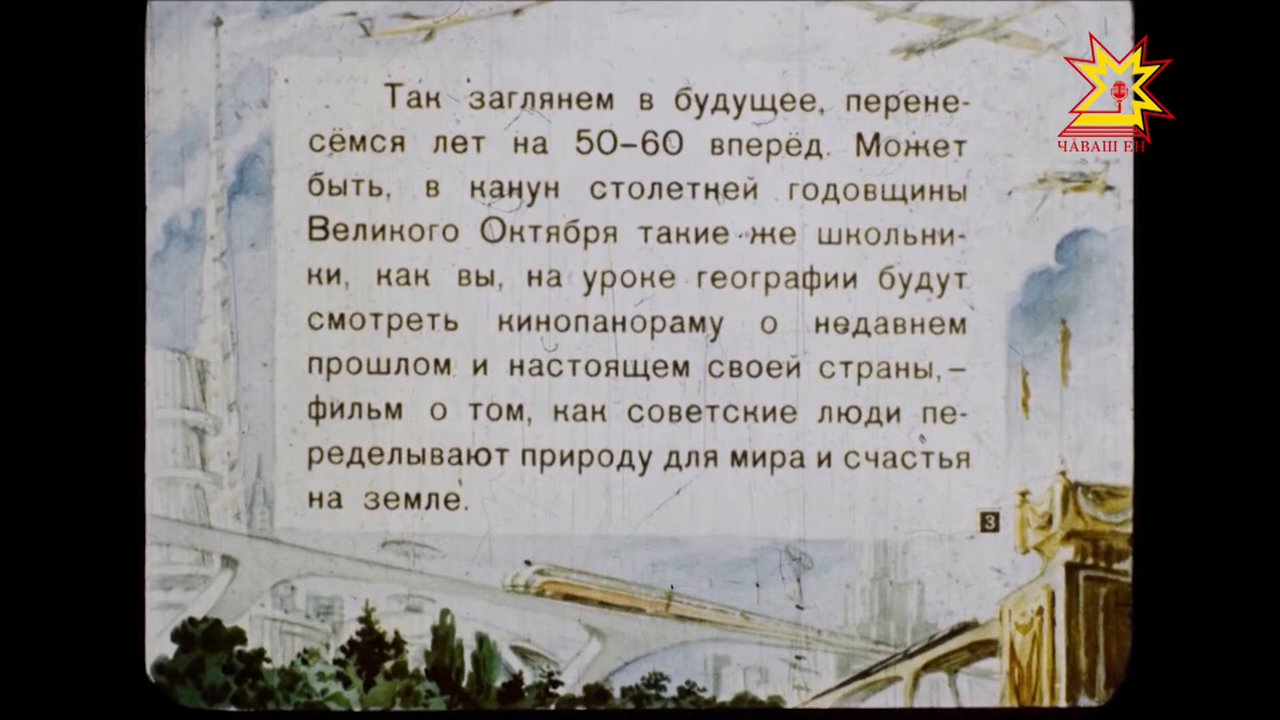 Так заглянем в будущее, перене-
сёмся лет на 50–60 вперёд. Может
быть, в канун столетней годовщины
Великого Октября такие же школьни-
ки, как вы, на уроке географии будут
смотреть кинопанораму о недавнем
прошлом и настоящем своей страны,–
фильм о том, как советские люди пе-
ределывают природу для мира и счастья
на земле.
3
ЧӐВАШ ЕН